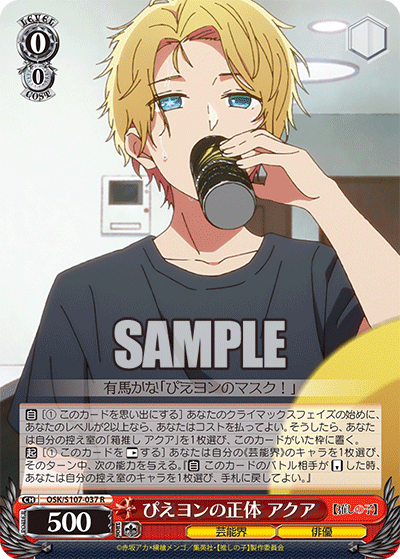 LEVEL
0
0
COST
SAMPLE
有馬かな「ぴえヨンのマスク！」
自［① このカードを思い出にする］ あなたのクライマックスフェイズの始めに、
あなたのレベルが2以上なら、あなたはコストを払ってよい。そうしたら、あなた
は自分の控え室の「箱推し アクア」を1枚選び、このカードがいた枠に置く。
起［① このカードを する］ あなたは自分の《芸能界》のキャラを1枚選び、
そのターン中、次の能力を与える。『自 このカードのバトル相手が した時、
あなたは自分の控え室のキャラを1枚選び、手札に戻してよい。』
CH OSK/S107-037 R
500
ぴえヨンの正体 アクア
【推しの子】
芸能界
俳優
©赤坂アカ×横槍メンゴ／集英社・【推しの子】製作委員会